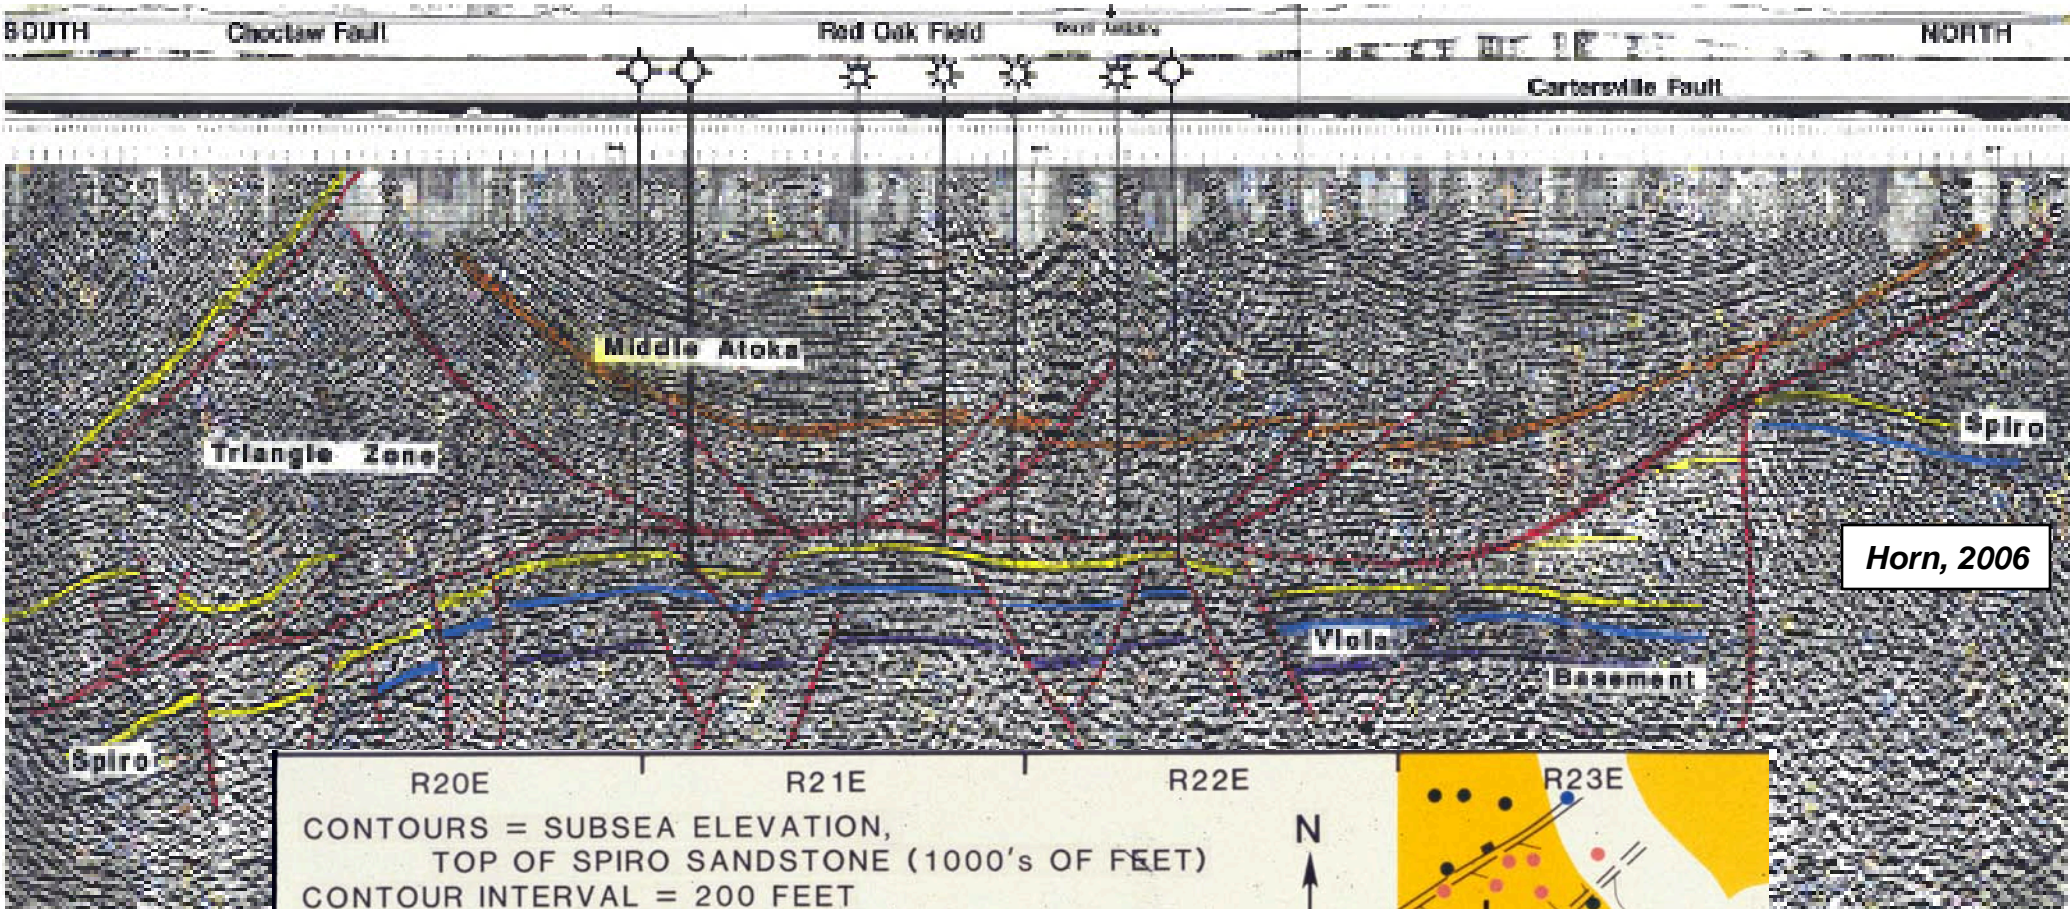 SOUTH Choctaw Fault Red Oak Field NORTH
Cartersville Fault
Middle Atoka
Spiro
Triangle Zone
Horn, 2006
Viola
Basement
Spiro
R20E R21E R22E R23E
CONTOURS = SUBSEA ELEVATION,
TOP OF SPIRO SANDSTONE (1000's OF FEET)
CONTOUR INTERVAL = 200 FEET
N